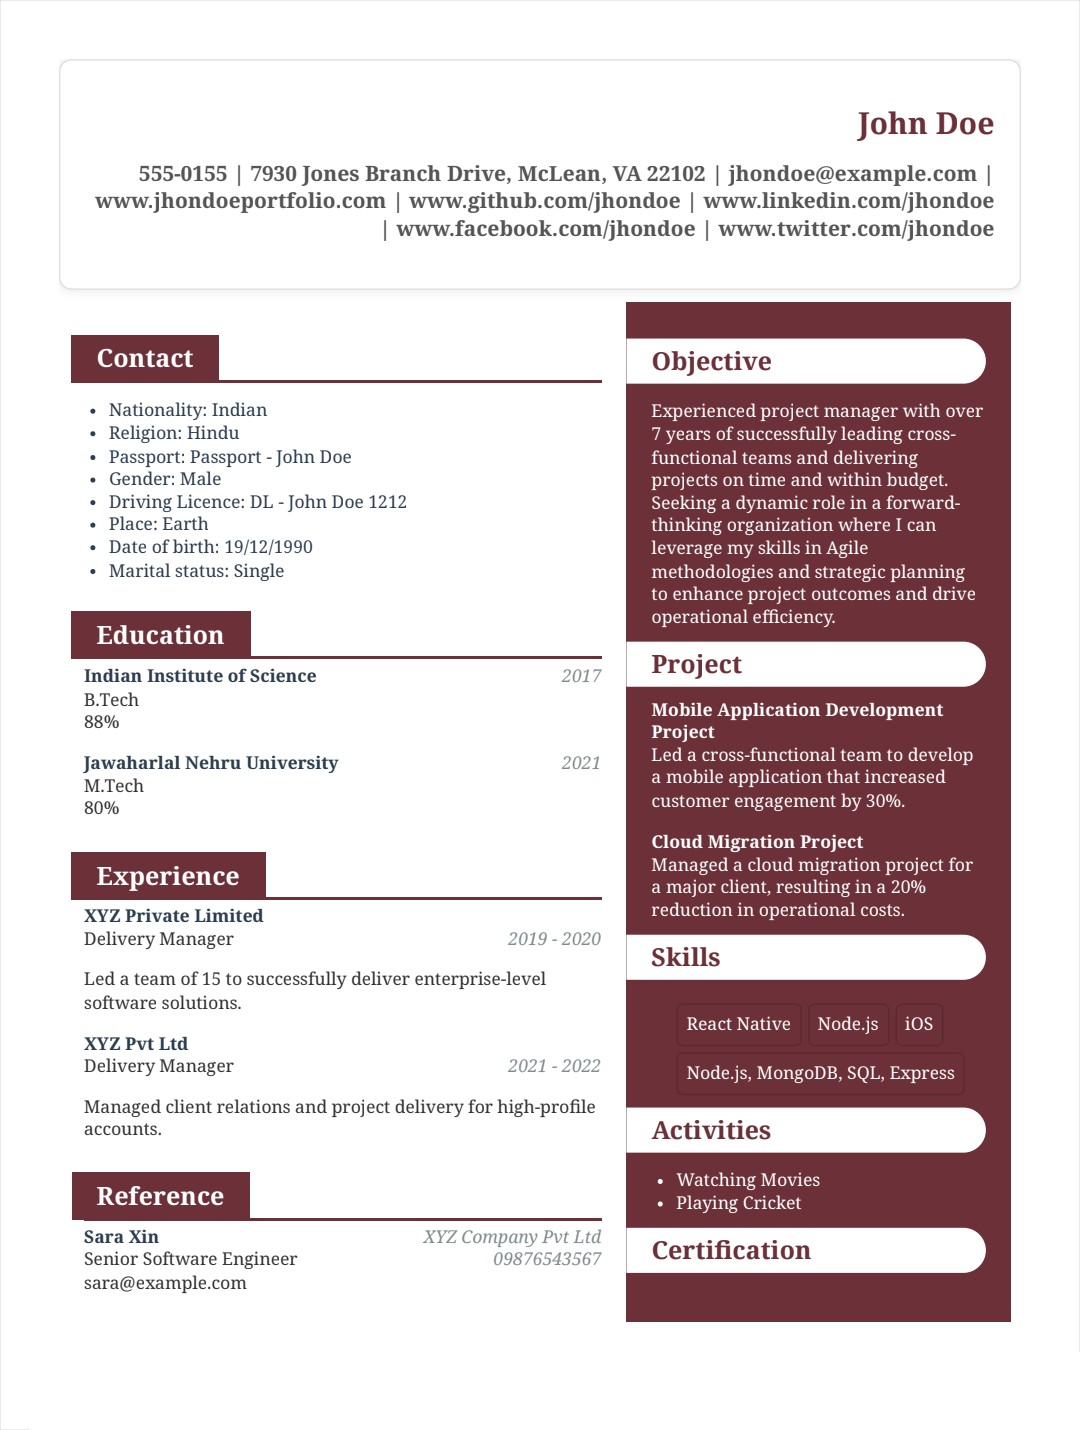 John Doe
555-0155 | 7930 Jones Branch Drive, McLean, VA 22102 | jhondoe@example.com |
www.jhondoeportfolio.com | www.github.com/jhondoe | www.linkedin.com/jhondoe
| www.facebook.com/jhondoe | www.twitter.com/jhondoe
Contact
• Nationality: Indian
• Religion: Hindu
• Passport: Passport - John Doe
• Gender: Male
• Driving Licence: DL - John Doe 1212
• Place: Earth
• Date of birth: 19/12/1990
• Marital status: Single
Education
Indian Institute of Science 2017
B.Tech
88%
Jawaharlal Nehru University 2021
M.Tech
80%
Experience
XYZ Private Limited
Delivery Manager 2019 - 2020
Led a team of 15 to successfully deliver enterprise-level
software solutions.
XYZ Pvt Ltd
Delivery Manager 2021 - 2022
Managed client relations and project delivery for high-profile
accounts.
Reference
Sara Xin XYZ Company Pvt Ltd
Senior Software Engineer 09876543567
sara@example.com
Objective
Experienced project manager with over
7 years of successfully leading cross-
functional teams and delivering
projects on time and within budget.
Seeking a dynamic role in a forward-
thinking organization where I can
leverage my skills in Agile
methodologies and strategic planning
to enhance project outcomes and drive
operational efficiency.
Project
Mobile Application Development
Project
Led a cross-functional team to develop
a mobile application that increased
customer engagement by 30%.
Cloud Migration Project
Managed a cloud migration project for
a major client, resulting in a 20%
reduction in operational costs.
Skills
React Native Node.js iOS
Node.js, MongoDB, SQL, Express
Activities
• Watching Movies
• Playing Cricket
Certification